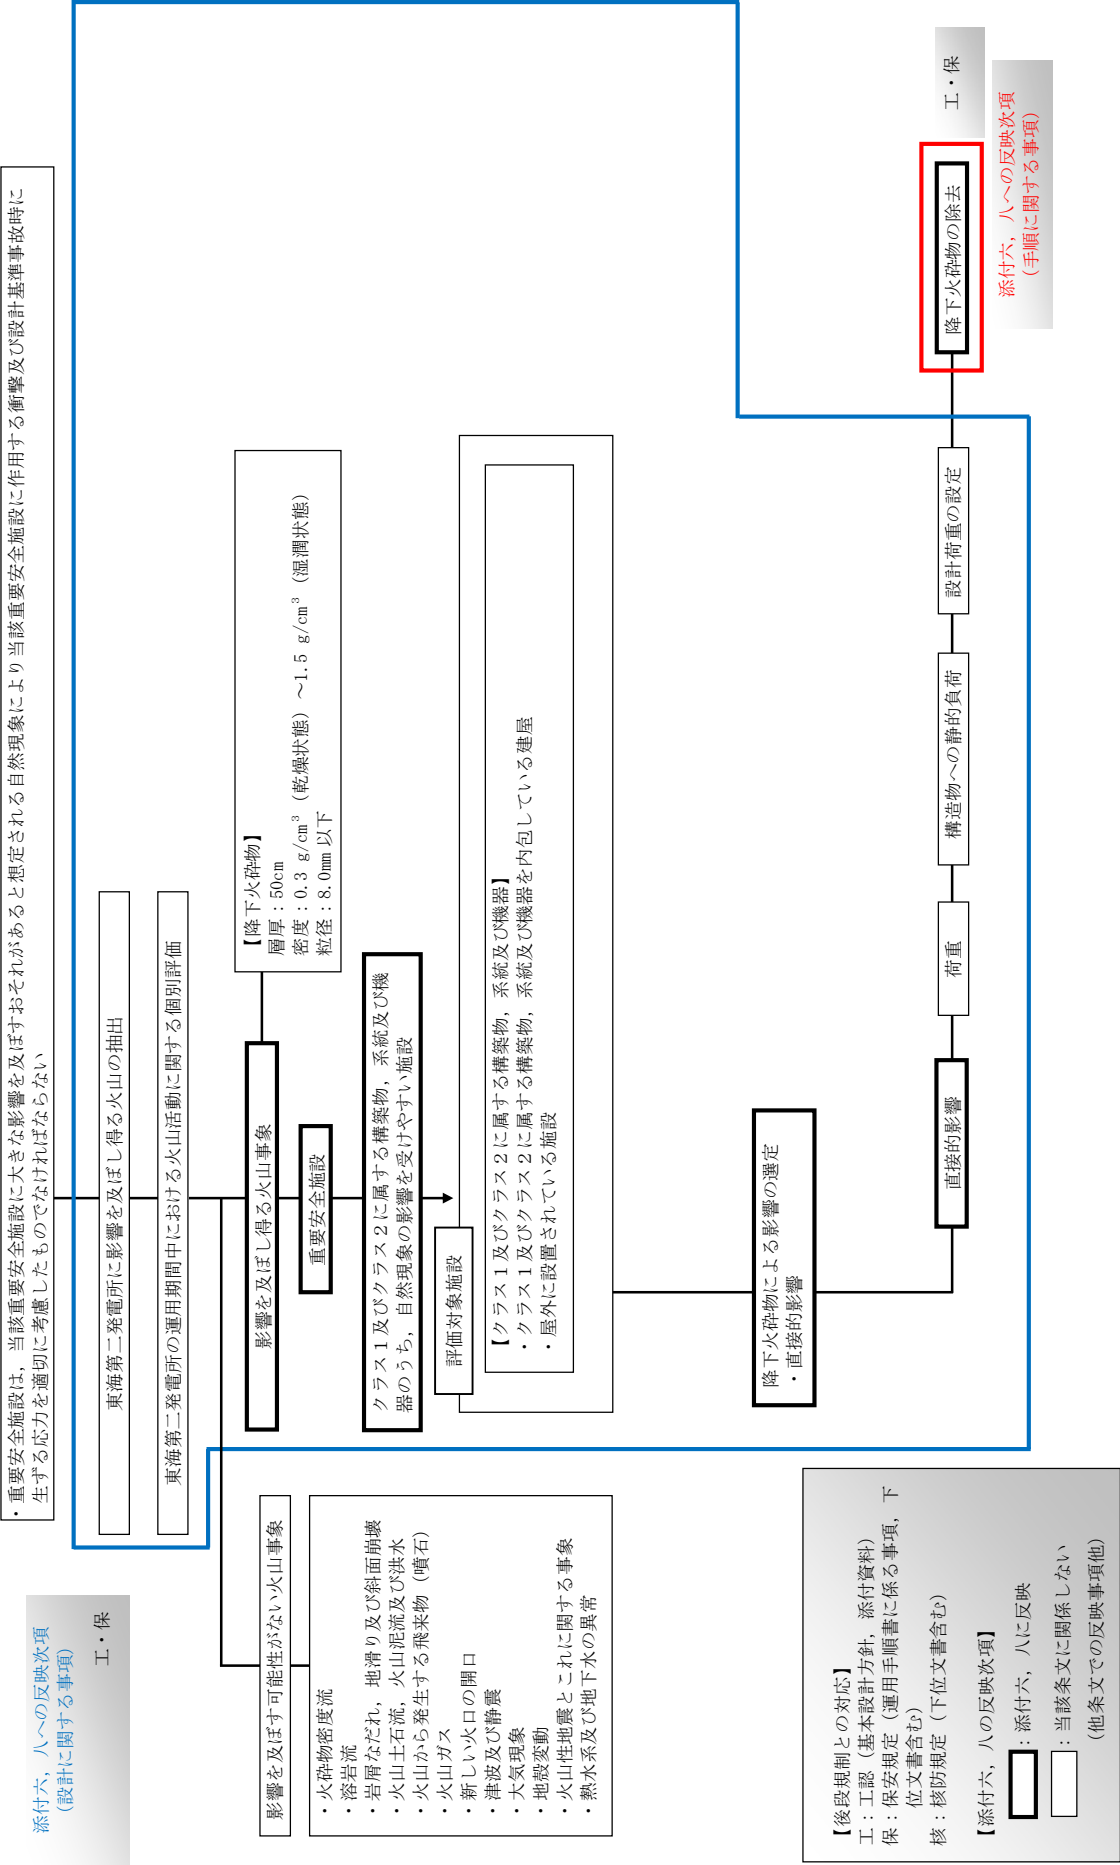 ・重要安全施設は，当該重要安全施設に大きな影響を及ぼすおそれがあると想定される自然現象により当該重要安全施設に作用する衝撃及び設計基準事故時に
生ずる応力を適切に考慮したものでなければならない
添付六，八への反映次項
（設計に関する事項）
工・保
東海第二発電所に影響を及ぼし得る火山の抽出
東海第二発電所の運用期間中における火山活動に関する個別評価
影響を及ぼし得る火山事象
【降下火砕物】
層厚：50cm
密度：0.3 g/cm³（乾燥状態）～1.5 g/cm³（湿潤状態）
粒径：8.0mm 以下
重要安全施設
クラス１及びクラス２に属する構築物，系統及び機
器のうち，自然現象の影響を受けやすい施設
評価対象施設
【クラス１及びクラス２に属する構築物，系統及び機器】
・クラス１及びクラス２に属する構築物，系統及び機器を内包している建屋
・屋外に設置されている施設
影響を及ぼす可能性がない火山事象
・火砕物密度流
・溶岩流
・岩屑なだれ，地滑り及び斜面崩壊
・火山土石流，火山泥流及び洪水
・火山から発生する飛来物（噴石）
・火山ガス
・新しい火口の開口
・津波及び静震
・大気現象
・地殻変動
・火山性地震とこれに関する事象
・熱水系及び地下水の異常
降下火砕物による影響の選定
・直接的影響
直接的影響
荷重
構造物への静的負荷
設計荷重の設定
降下火砕物の除去
工・保
添付六，八への反映次項
（手順に関する事項）
【後段規制との対応】
工：工認（基本設計方針，添付資料）
保：保安規定（運用手順書に係る事項，下
位文書含む）
核：核防規定（下位文書含む）
【添付六，八の反映次項】
：添付六，八に反映
：当該条文に関係しない
（他条文での反映事項他）